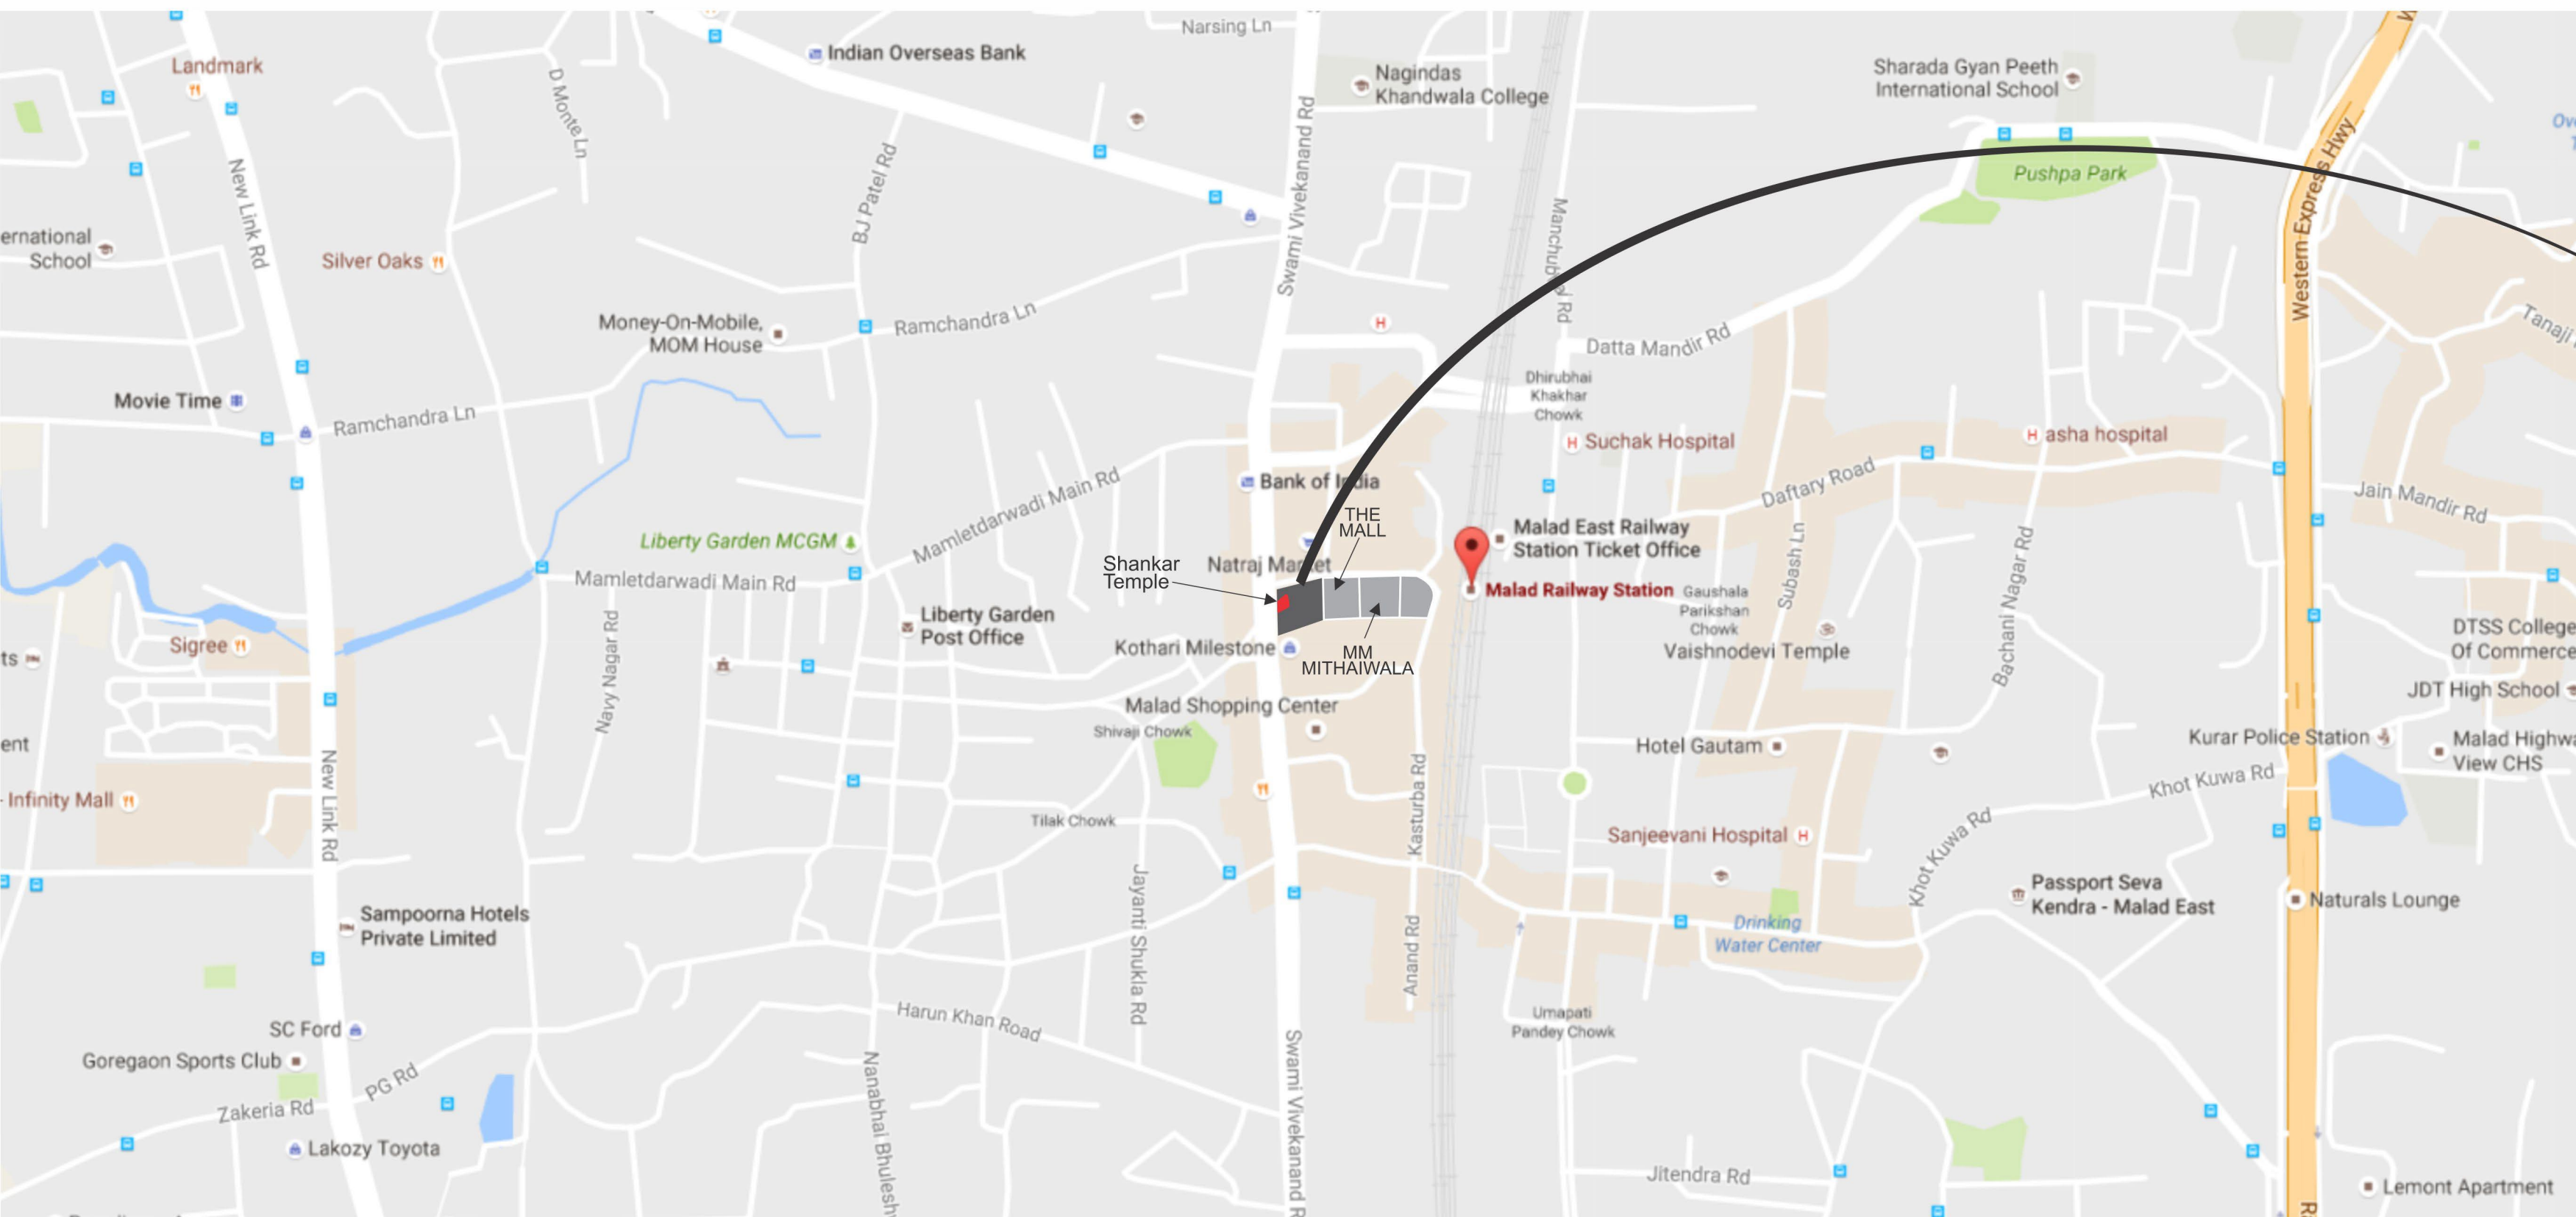 Narsing Ln
Indian Overseas Bank
Landmark
Nagindas
Khandwala College
Sharada Gyan Peeth
International School
D Monte Ln
New Link Rd
BJ Patel Rd
Swami Vivekanand Rd
Manchubhai Rd
Pushpa Park
Western Express Hwy
ernational
School
Silver Oaks
Money-On-Mobile,
MOM House
Ramchandra Ln
Datta Mandir Rd
Tanaji
Dhirubhai
Khakhar
Chowk
Movie Time
Ramchandra Ln
Suchak Hospital
asha hospital
Mamletdarwadi Main Rd
Bank of India
Daftary Road
Jain Mandir Rd
THE
MALL
Liberty Garden MCGM
Malad East Railway
Station Ticket Office
Subash Ln
Bachani Nagar Rd
Shankar
Temple
Natraj Market
Mamletdarwadi Main Rd
Malad Railway Station
Gaushala
Parikshan
Chowk
Navy Nagar Rd
Liberty Garden
Post Office
Sigree
ts
Kothari Milestone
MM
MITHAIWALA
Vaishnodevi Temple
DTSS College
Of Commerce
JDT High School
Malad Shopping Center
Shivaji Chowk
ent
New Link Rd
Kasturba Rd
Hotel Gautam
Kurar Police Station
Malad Highwa
View CHS
Khot Kuwa Rd
Infinity Mall
Tilak Chowk
Sanjeevani Hospital
Khot Kuwa Rd
Jayanti Shukla Rd
Passport Seva
Kendra - Malad East
Naturals Lounge
Sampoorna Hotels
Private Limited
Anand Rd
Drinking
Water Center
Harun Khan Road
Umapati
Pandey Chowk
SC Ford
Goregaon Sports Club
PG Rd
Zakeria Rd
Nanabhai Bhulesh
Swami Vivekanand R
Lakozy Toyota
Jitendra Rd
Lemont Apartment